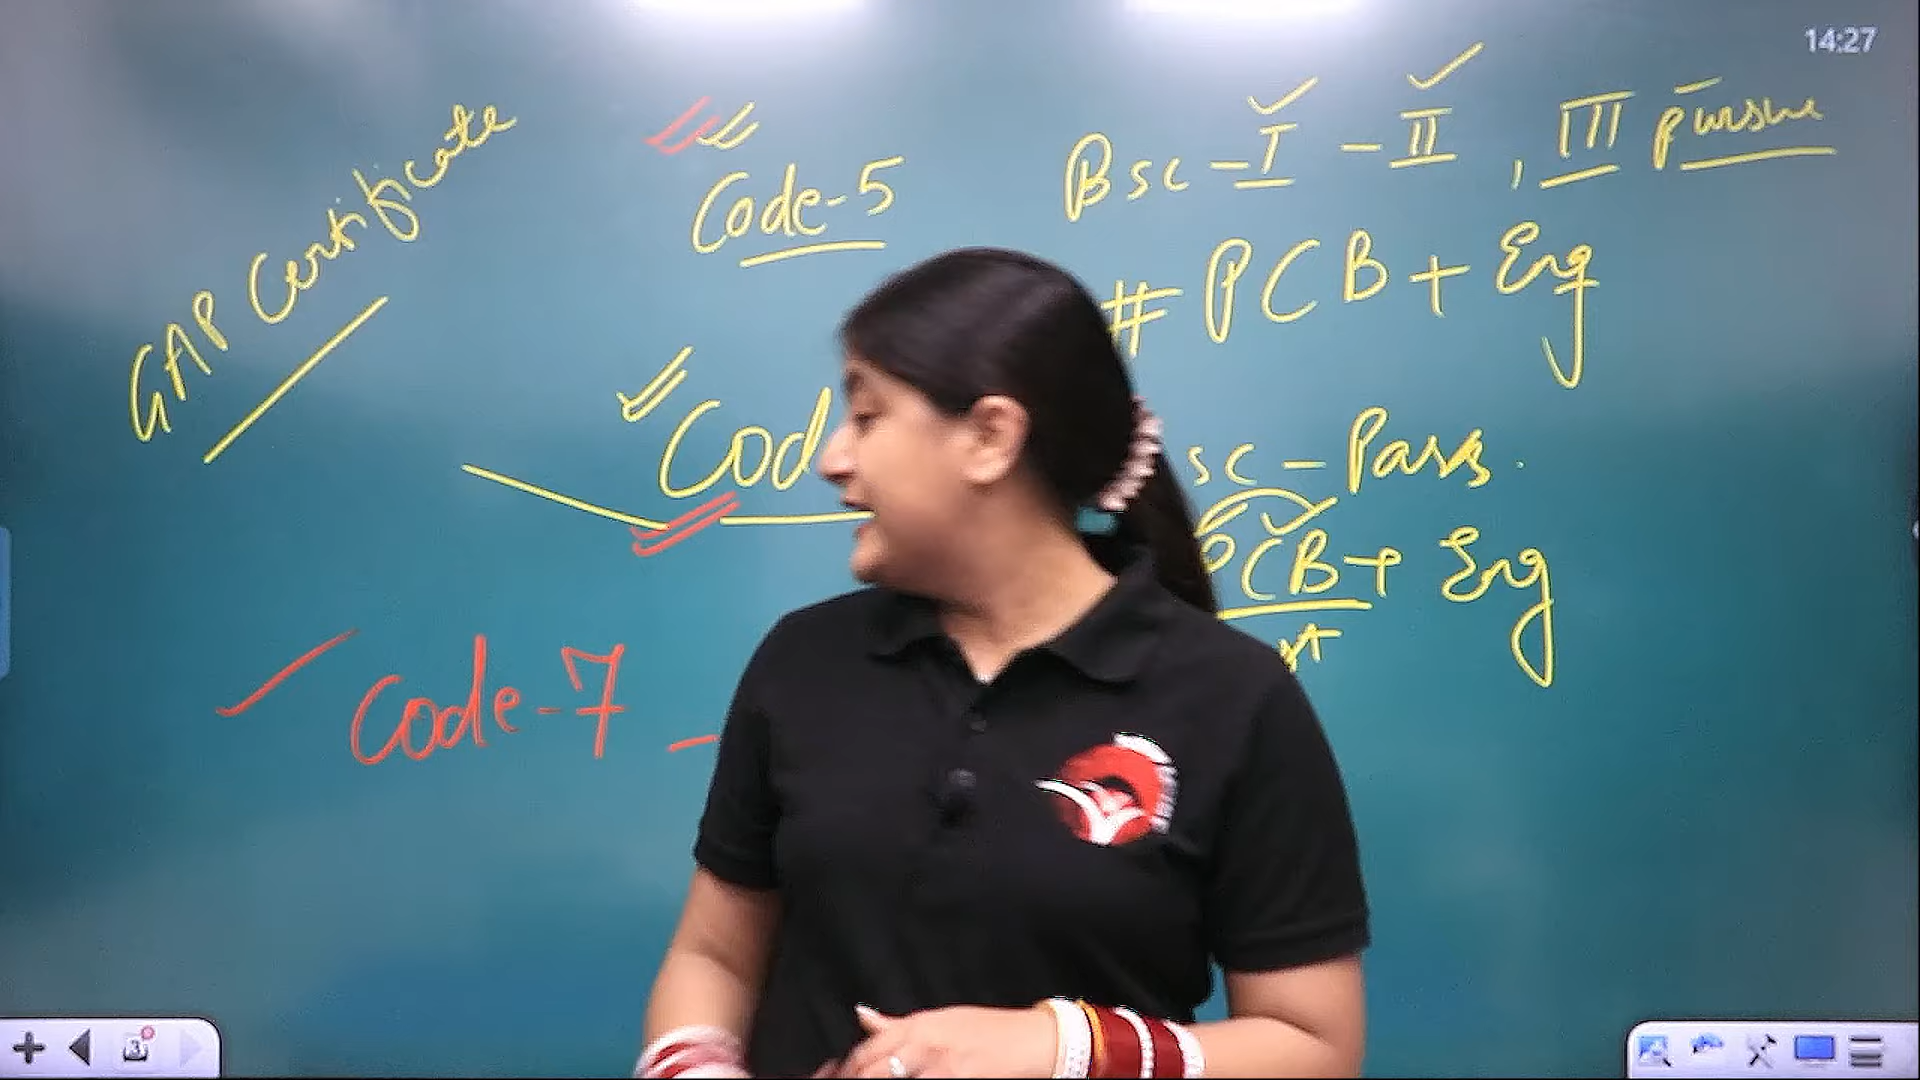 14:27
GAP Certificate
Code-5
Bsc - I - II , III pursue
# PCB + Eng
Cod
sc - Pass.
PCB + Eng
Code-7 -